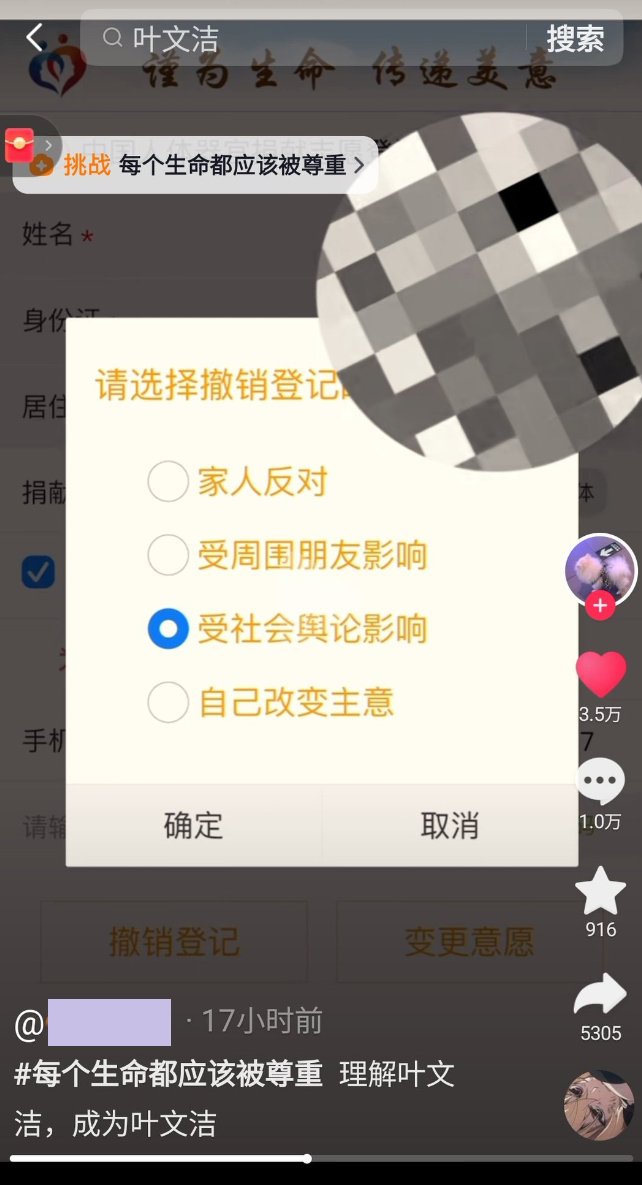 叶文洁
搜索
谨为生命 传递美意
挑战 每个生命都应该被尊重
姓名 *
身份证
居住
捐献
体
请选择撤销登记
家人反对
受周围朋友影响
受社会舆论影响
自己改变主意
3.5万
手机
7
1.0万
请输
确定
取消
916
撤销登记
变更意愿
@
· 17小时前
5305
#每个生命都应该被尊重 理解叶文
洁，成为叶文洁